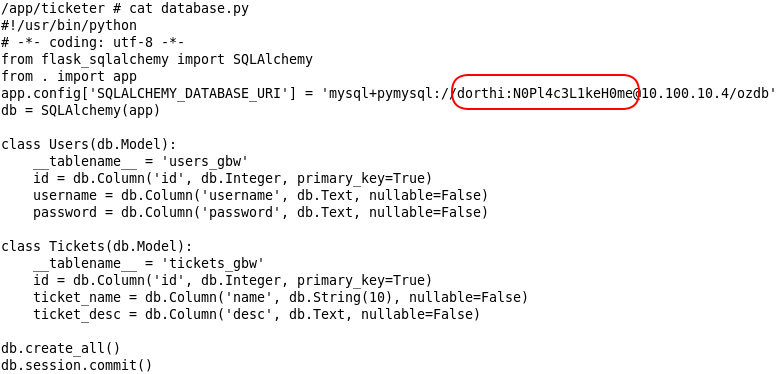 /app/ticketer # cat database.py
#!/usr/bin/python
# -*- coding: utf-8 -*-
from flask_sqlalchemy import SQLAlchemy
from . import app
app.config['SQLALCHEMY_DATABASE_URI'] = 'mysql+pymysql://dorthi:N0Pl4c3L1keH0me@10.100.10.4/ozdb'
db = SQLAlchemy(app)

class Users(db.Model):
    __tablename__ = 'users_gbw'
    id = db.Column('id', db.Integer, primary_key=True)
    username = db.Column('username', db.Text, nullable=False)
    password = db.Column('password', db.Text, nullable=False)

class Tickets(db.Model):
    __tablename__ = 'tickets_gbw'
    id = db.Column('id', db.Integer, primary_key=True)
    ticket_name = db.Column('name', db.String(10), nullable=False)
    ticket_desc = db.Column('desc', db.Text, nullable=False)

db.create_all()
db.session.commit()